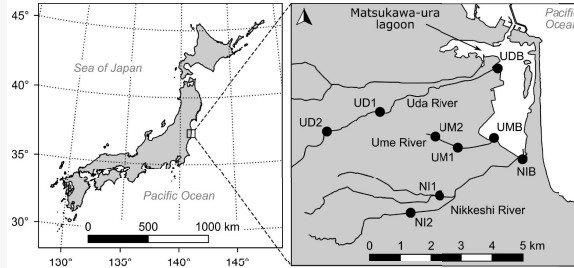 45°
40°
35°
30°
Sea of Japan
Pacific Ocean
0 500 1000 km
130° 135° 140° 145°
Matsukawa-ura
lagoon
Pacific
Ocean
UDB
UD1
Uda River
UD2
UM2
UMB
Ume River
UM1
NIB
NI1
NI2
Nikkeshi River
0 1 2 3 4 5 km